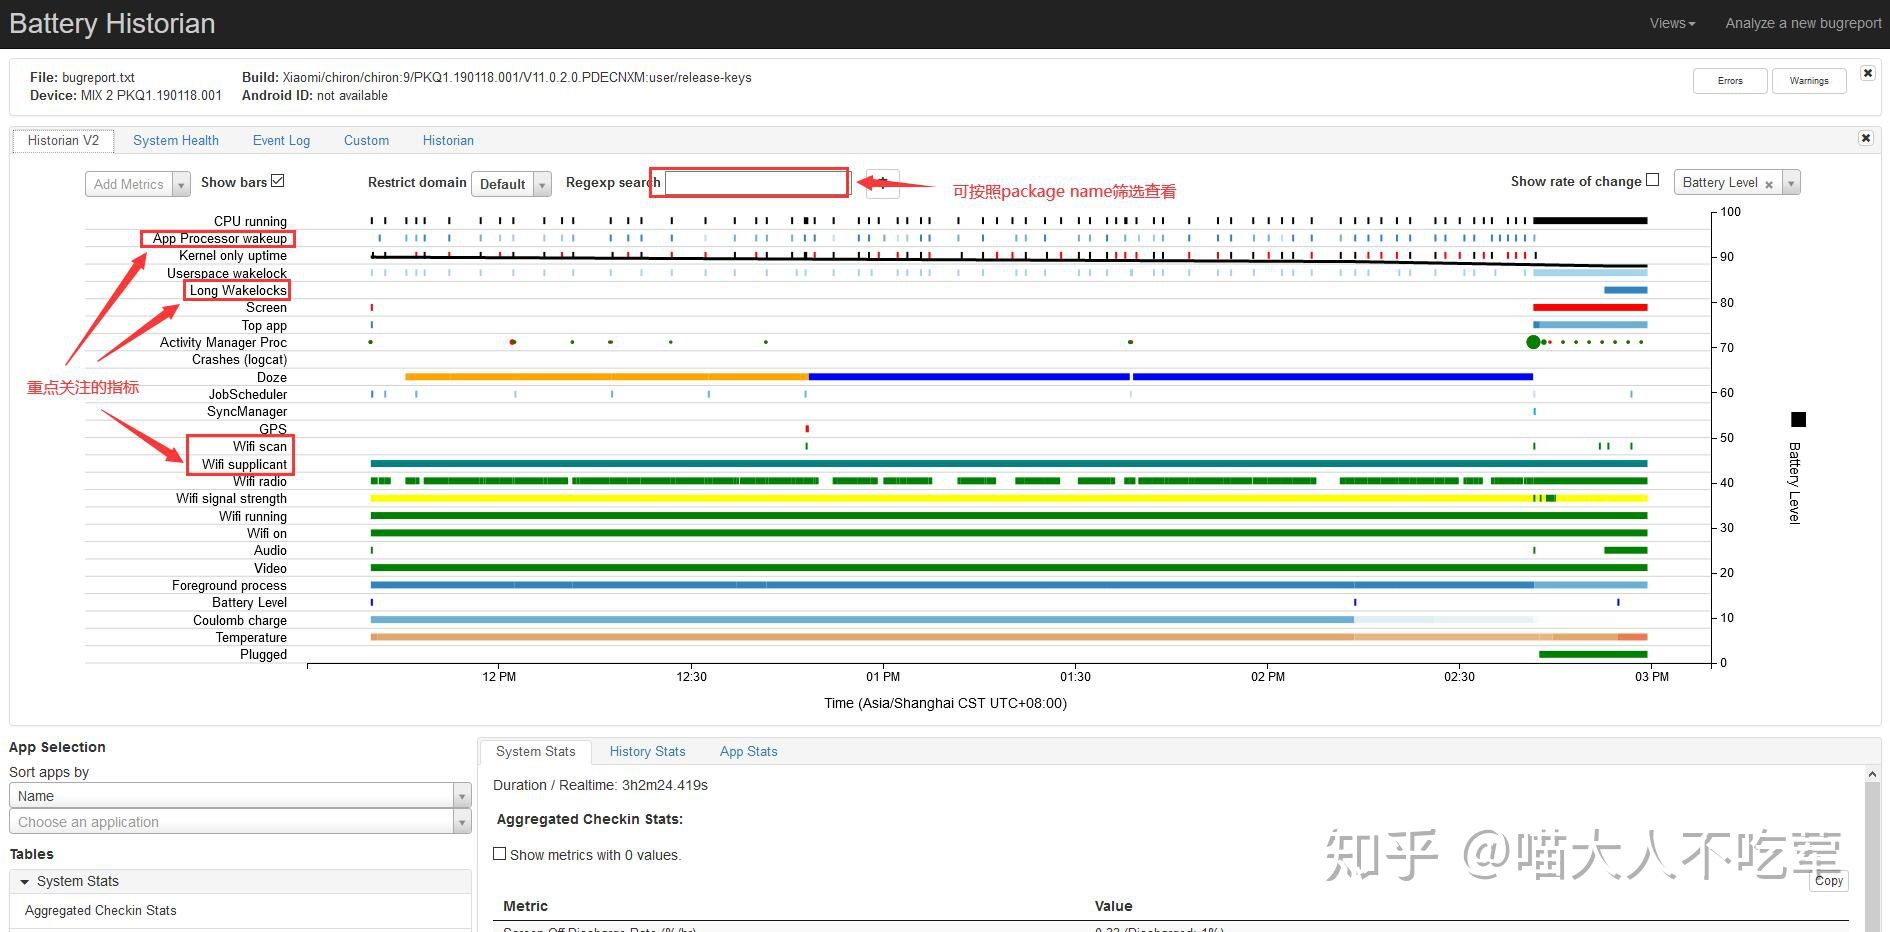 Battery Historian
Views
Analyze a new bugreport
File: bugreport.txt
Build: Xiaomi/chiron/chiron:9/PKQ1.190118.001/V11.0.2.0.PDECNXM:user/release-keys
Device: MIX 2 PKQ1.190118.001
Android ID: not available
Errors
Warnings
Historian V2
System Health
Event Log
Custom
Historian
Add Metrics
Show bars
Restrict domain
Default
Regexp search
可按照package name筛选查看
Show rate of change
Battery Level
CPU running
App Processor wakeup
Kernel only uptime
Userspace wakelock
Long Wakelocks
Screen
Top app
Activity Manager Proc
Crashes (logcat)
Doze
JobScheduler
SyncManager
GPS
Wifi scan
Wifi supplicant
Wifi radio
Wifi signal strength
Wifi running
Wifi on
Audio
Video
Foreground process
Battery Level
Coulomb charge
Temperature
Plugged
重点关注的指标
100
90
80
70
60
50
40
30
20
10
0
Battery Level
12 PM
12:30
01 PM
01:30
02 PM
02:30
03 PM
Time (Asia/Shanghai CST UTC+08:00)
App Selection
Sort apps by
Name
Choose an application
Tables
System Stats
Aggregated Checkin Stats
System Stats
History Stats
App Stats
Duration / Realtime: 3h2m24.419s
Aggregated Checkin Stats:
Show metrics with 0 values.
Copy
Metric
Value
Screen Off Discharge Rate (%/hr)
0.33 (Discharged: 1%)
知乎 @喵大人不吃荤